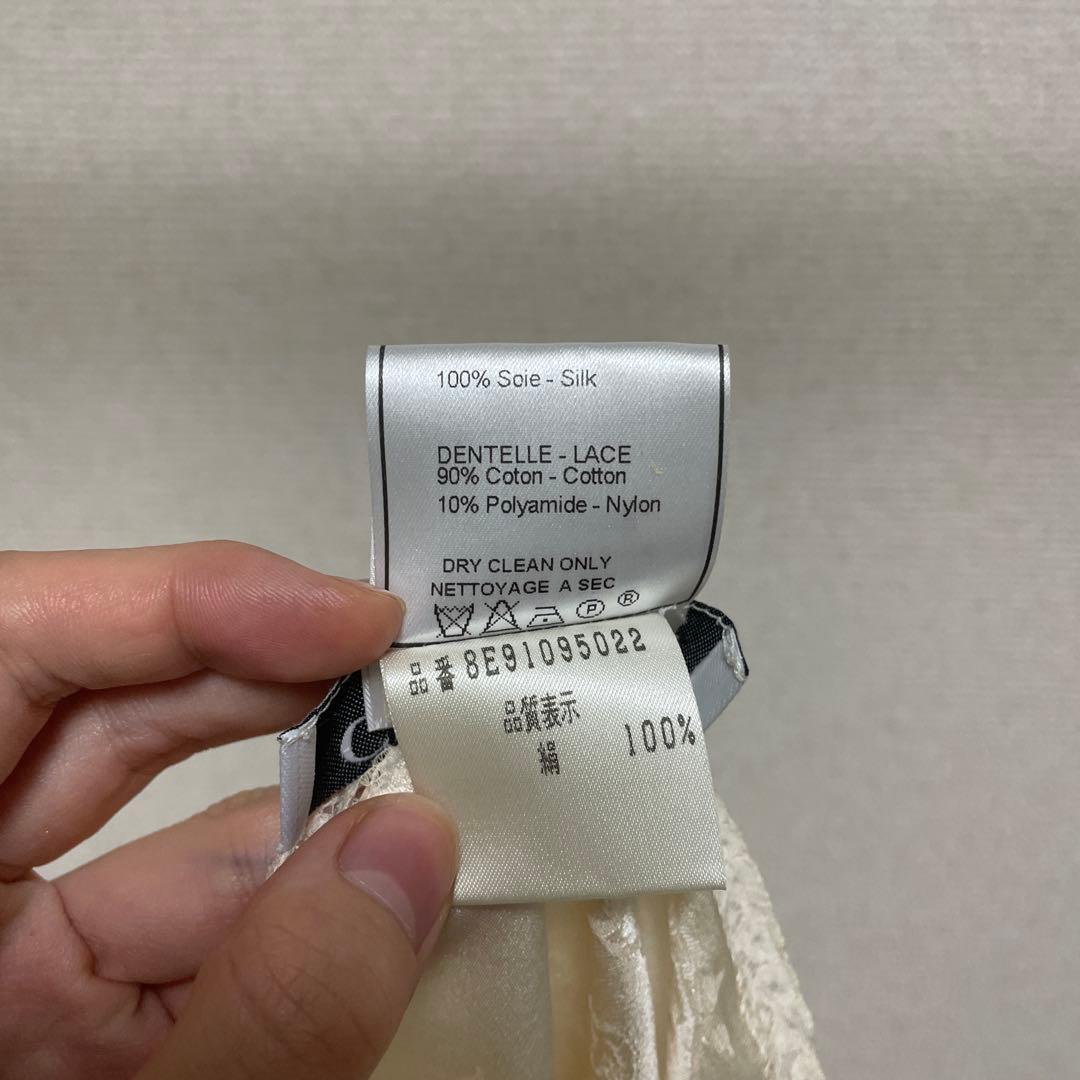 100% Soie - Silk
DENTELLE - LACE
90% Coton - Cotton
10% Polyamide - Nylon
DRY CLEAN ONLY
NETTOYAGE A SEC
P ®
品番 8E91095022
品質表示
絹 100%